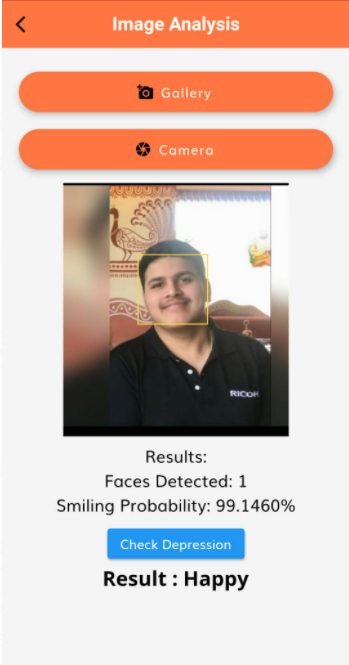 Image Analysis
Gallery
Camera
RICOH
Results:
Faces Detected: 1
Smiling Probability: 99.1460%
Check Depression
Result : Happy